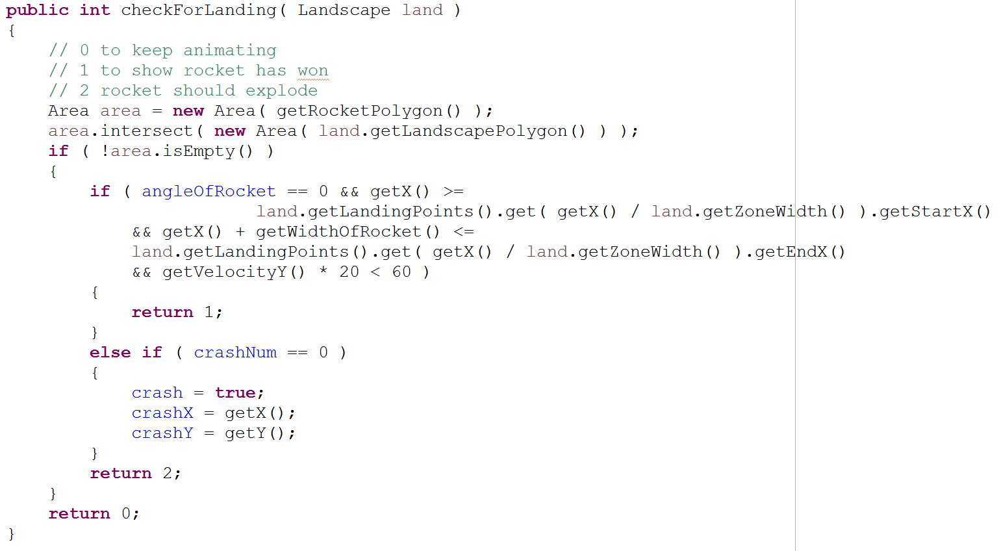 public int checkForLanding( Landscape land )
{
// 0 to keep animating
// 1 to show rocket has won
// 2 rocket should explode
Area area = new Area( getRocketPolygon() );
area.intersect( new Area( land.getLandscapePolygon() ) );
if ( !area.isEmpty() )
{
if ( angleOfRocket == 0 && getX() >=
land.getLandingPoints().get( getX() / land.getZoneWidth() ).getStartX()
&& getX() + getWidthOfRocket() <=
land.getLandingPoints().get( getX() / land.getZoneWidth() ).getEndX()
&& getVelocityY() * 20 < 60 )
{
return 1;
}
else if ( crashNum == 0 )
{
crash = true;
crashX = getX();
crashY = getY();
}
return 2;
}
return 0;
}